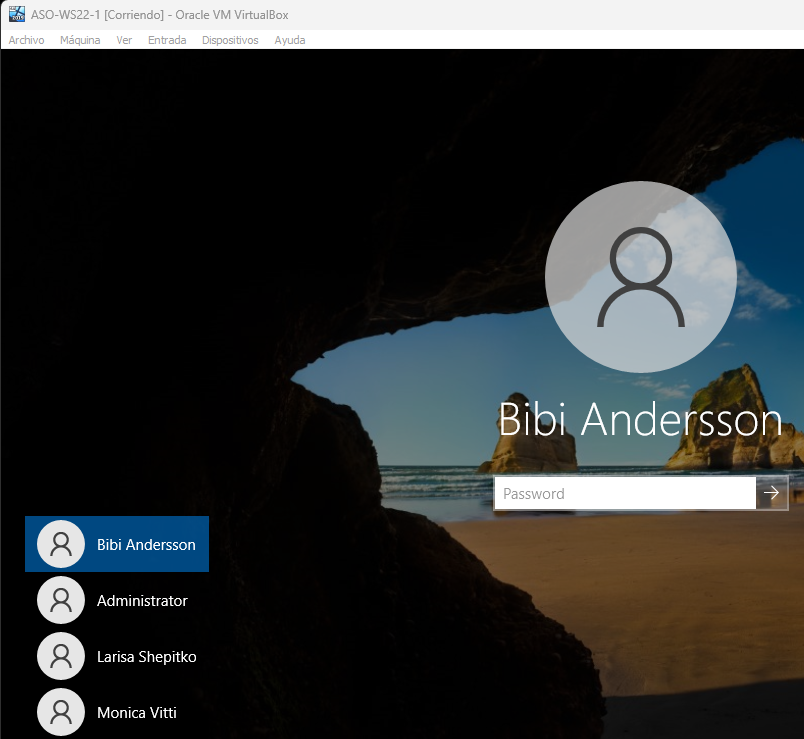 ASO-WS22-1 [Corriendo] - Oracle VM VirtualBox
Archivo Máquina Ver Entrada Dispositivos Ayuda
Bibi Andersson
Password
Bibi Andersson
Administrator
Larisa Shepitko
Monica Vitti